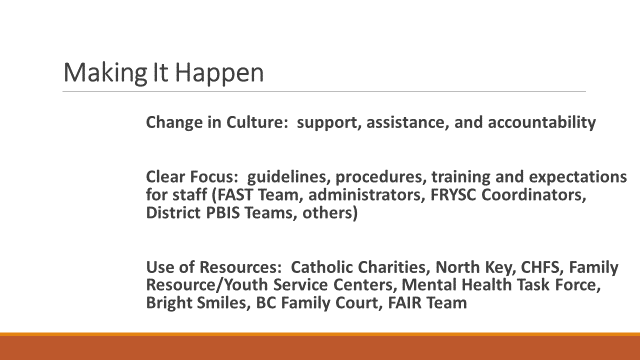 Making It Happen
Change in Culture:  support, assistance, and accountability
Clear Focus:  guidelines, procedures, training and expectations
for staff (FAST Team, administrators, FRYSC Coordinators,
District PBIS Teams, others)
Use of Resources:  Catholic Charities, North Key, CHFS, Family
Resource/Youth Service Centers, Mental Health Task Force,
Bright Smiles, BC Family Court, FAIR Team